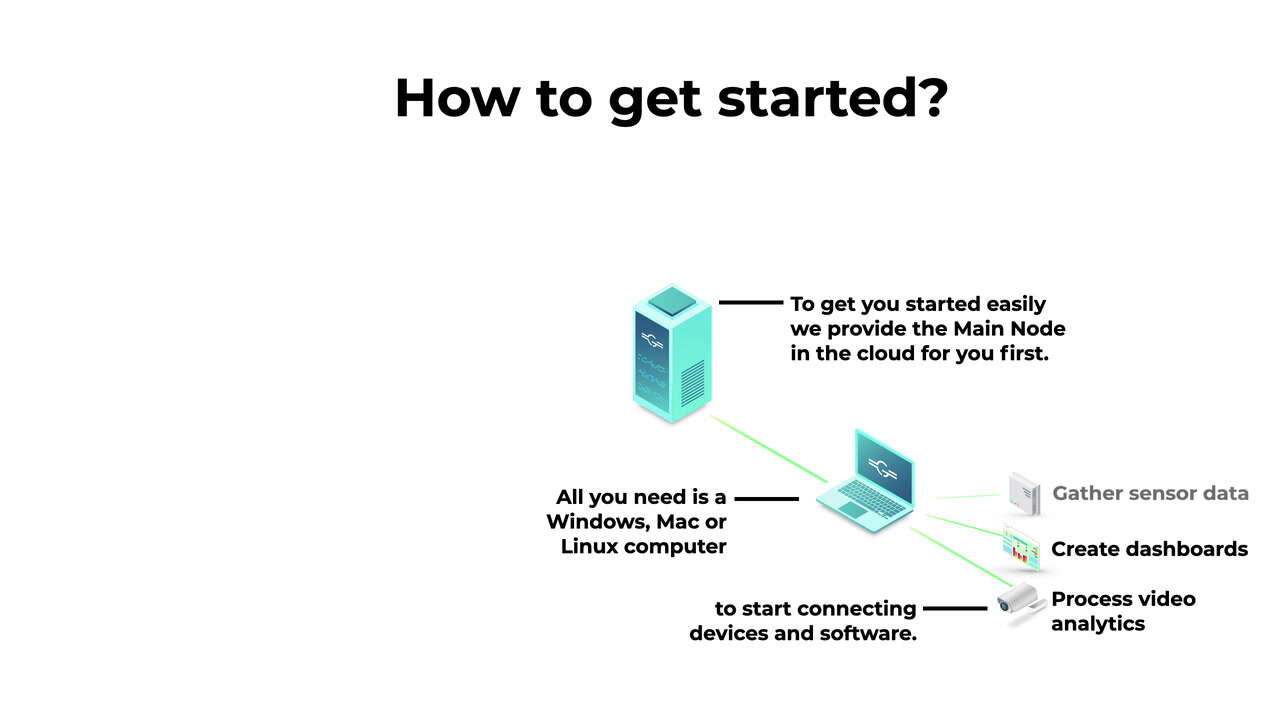 How to get started?
To get you started easily
we provide the Main Node
in the cloud for you first.
All you need is a
Windows, Mac or
Linux computer
to start connecting
devices and software.
Gather sensor data
Create dashboards
Process video
analytics